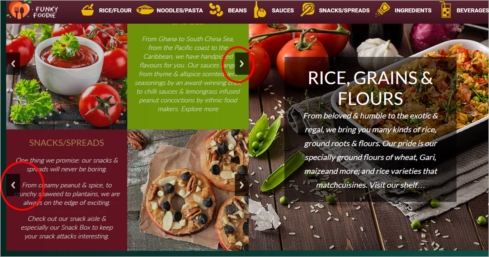 FUNKY
FOODIE
RICE/FLOUR
NOODLES/PASTA
BEANS
SAUCES
SNACKS/SPREADS
INGREDIENTS
BEVERAGES
From Ghana to South China Sea,
from the Pacific coast to the
Caribbean, we have handpicked
flavours for you. Our sauces range
from thyme & allspice scented
seasonings by an award-winning
to chilli sauces & lemongrass infused
peanut concoctions by ethnic food
makers. Explore more
SNACKS/SPREADS
One thing we promise: our snacks &
spreads will never be boring.
From creamy peanut & spice, to
crunchy seaweed to plantains, we are
always on the edge of exciting.
Check out our snack aisle &
especially our Snack Box to keep
your snack attacks interesting.
RICE, GRAINS &
FLOURS
From beloved & humble to the exotic &
regal, we bring you many kinds of rice,
ground roots & flours. Our pride is our
specially ground flours of wheat, Gari,
maizeand more; and rice varieties that
matchcuisines. Visit our shelf…